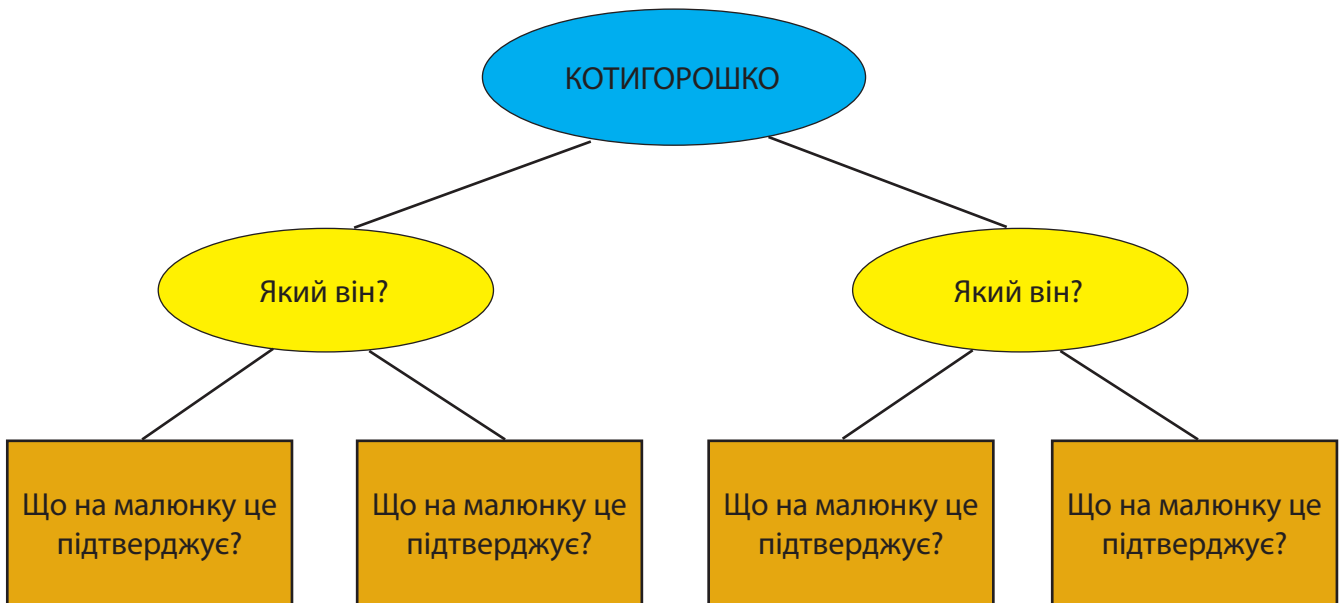 КОТИГОРОШКО
Який він?
Який він?
Що на малюнку це
підтверджує?
Що на малюнку це
підтверджує?
Що на малюнку це
підтверджує?
Що на малюнку це
підтверджує?